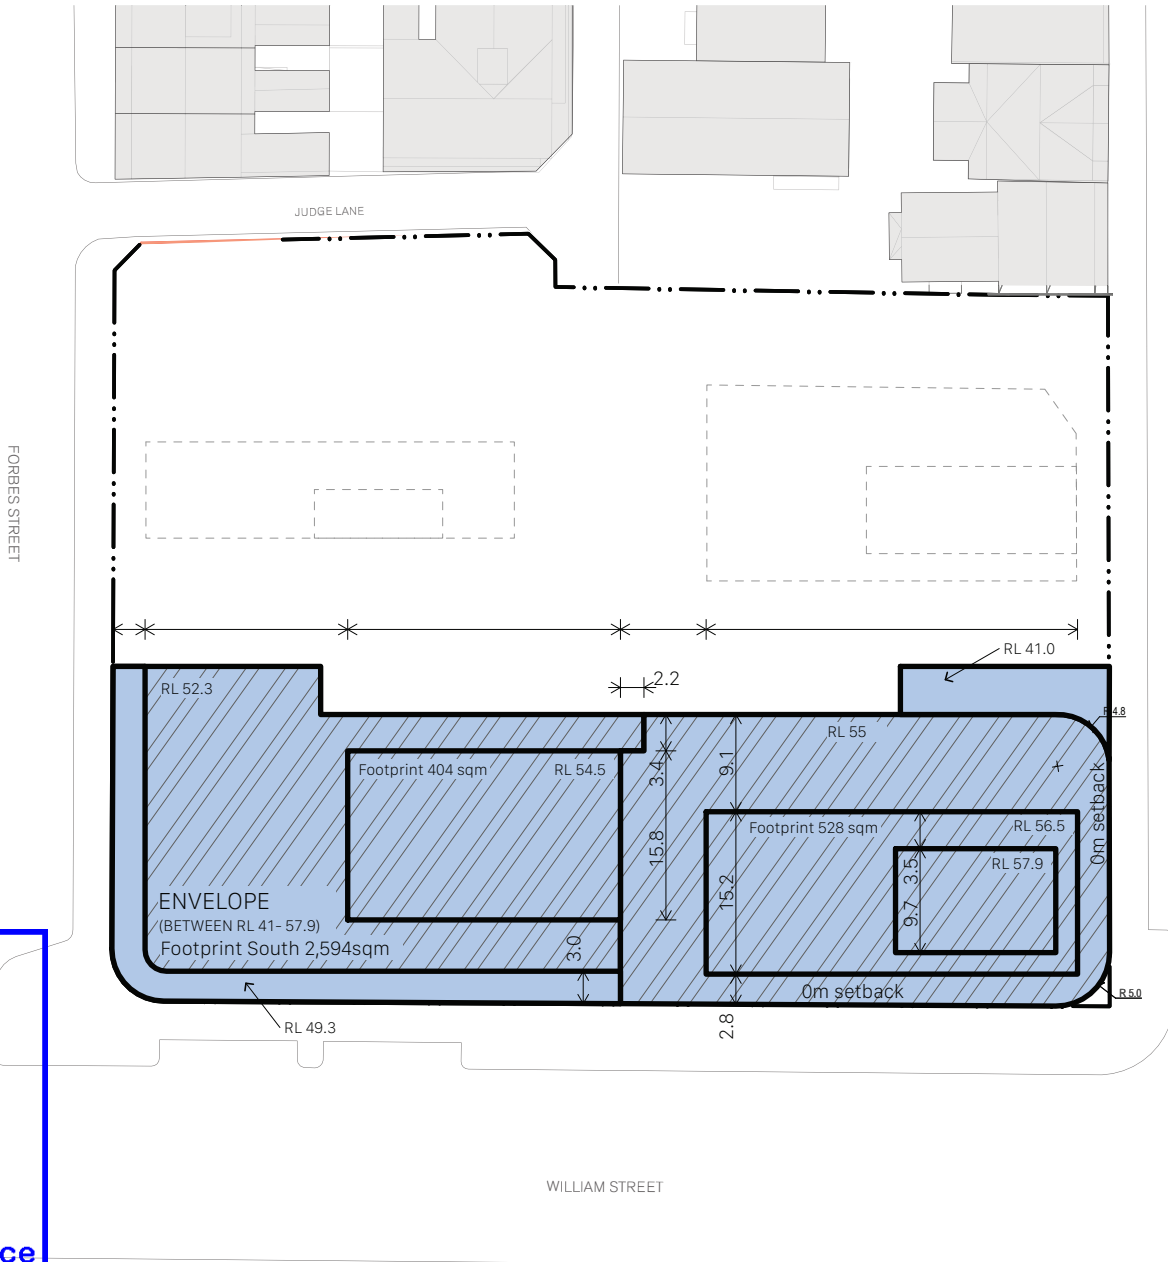 JUDGE LANE
FORBES STREET
RL 41.0
2.2
RL 52.3
R 4.8
RL 55
3.4
9.1
Footprint 404 sqm
RL 54.5
0m setback
Footprint 528 sqm
RL 56.5
15.8
15.2
3.5
RL 57.9
9.7
ENVELOPE
(BETWEEN RL 41- 57.9)
Footprint South 2,594sqm
3.0
0m setback
R 5.0
RL 49.3
2.8
WILLIAM STREET
ce